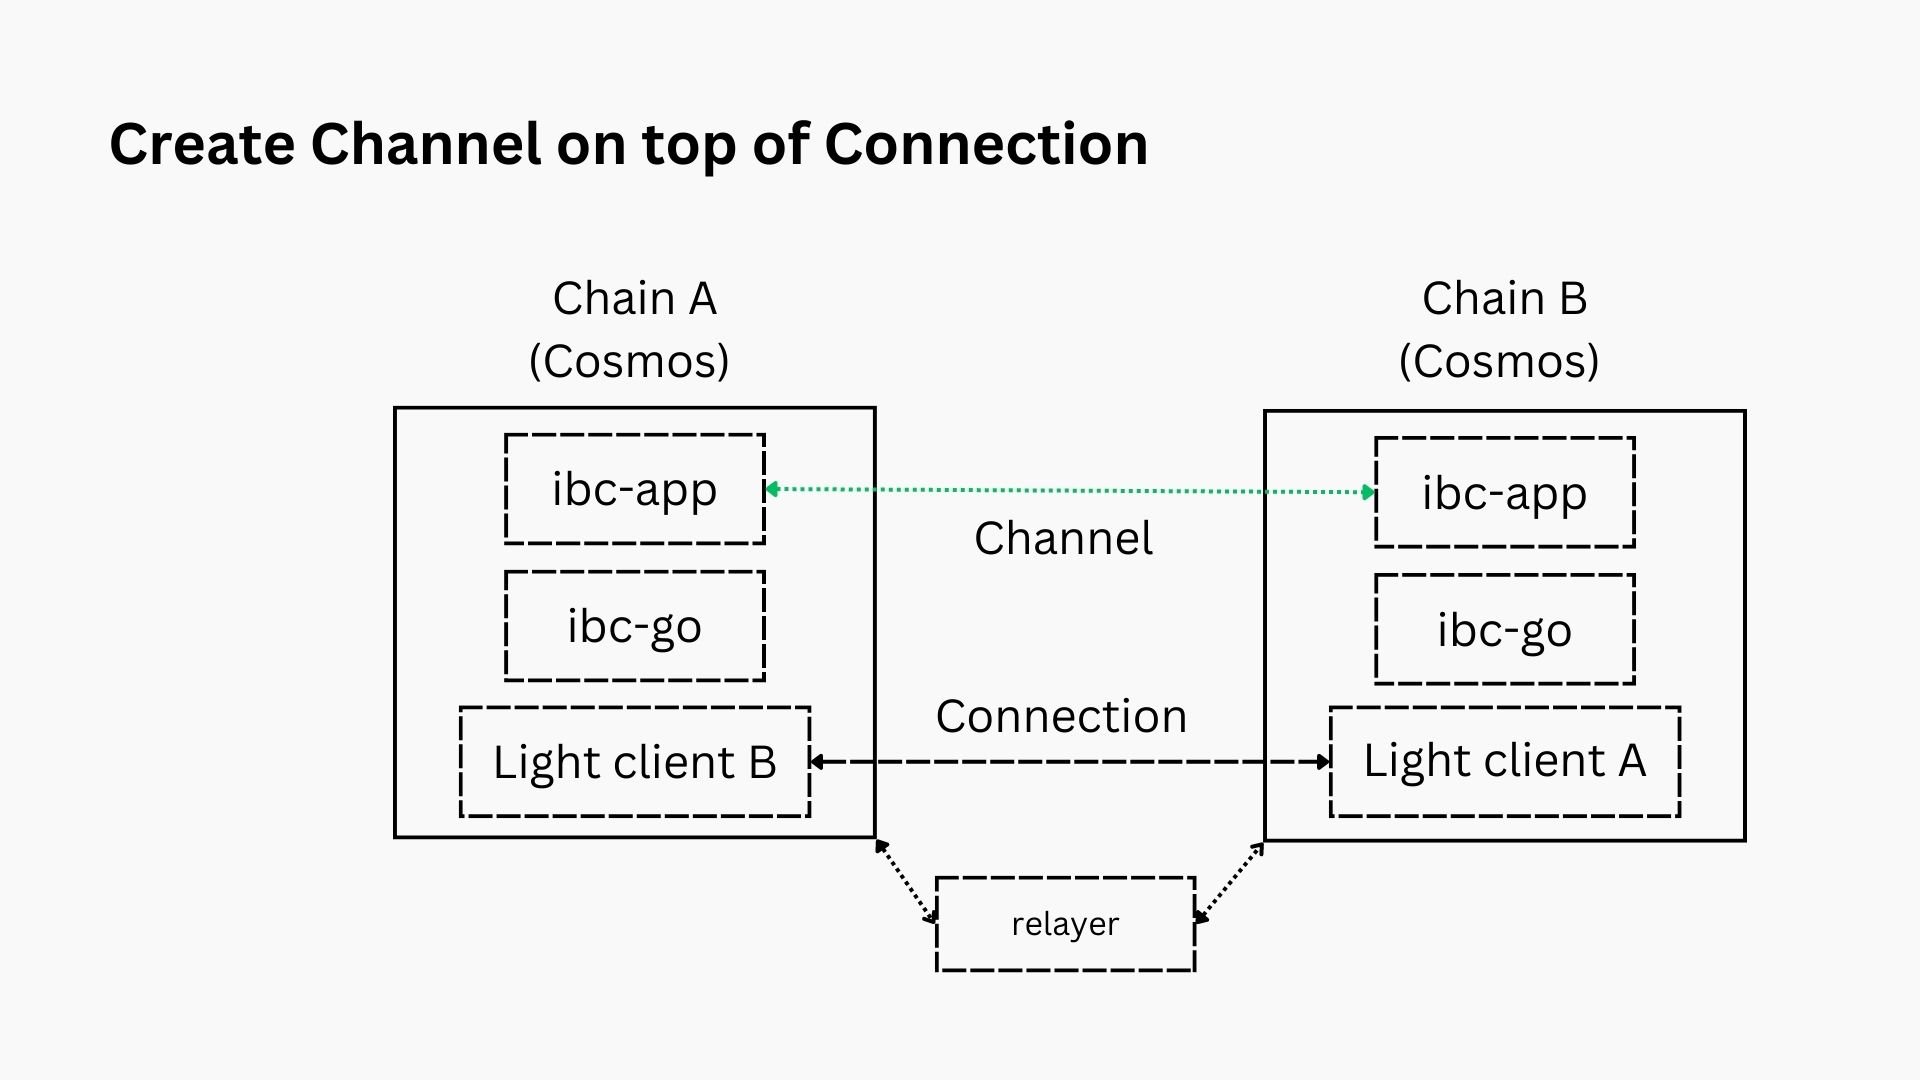 Create Channel on top of Connection
Chain A
(Cosmos)
Chain B
(Cosmos)
ibc-app
ibc-app
Channel
ibc-go
ibc-go
Connection
Light client B
Light client A
relayer